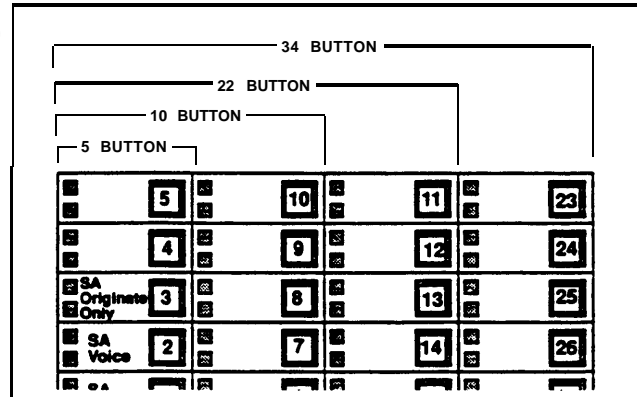 34 BUTTON
22 BUTTON
10 BUTTON
5 BUTTON
5 10 11 23
4 9 12 24
SA
Originate
Only
3 8 13 25
SA
Voice
2 7 14 26
SA